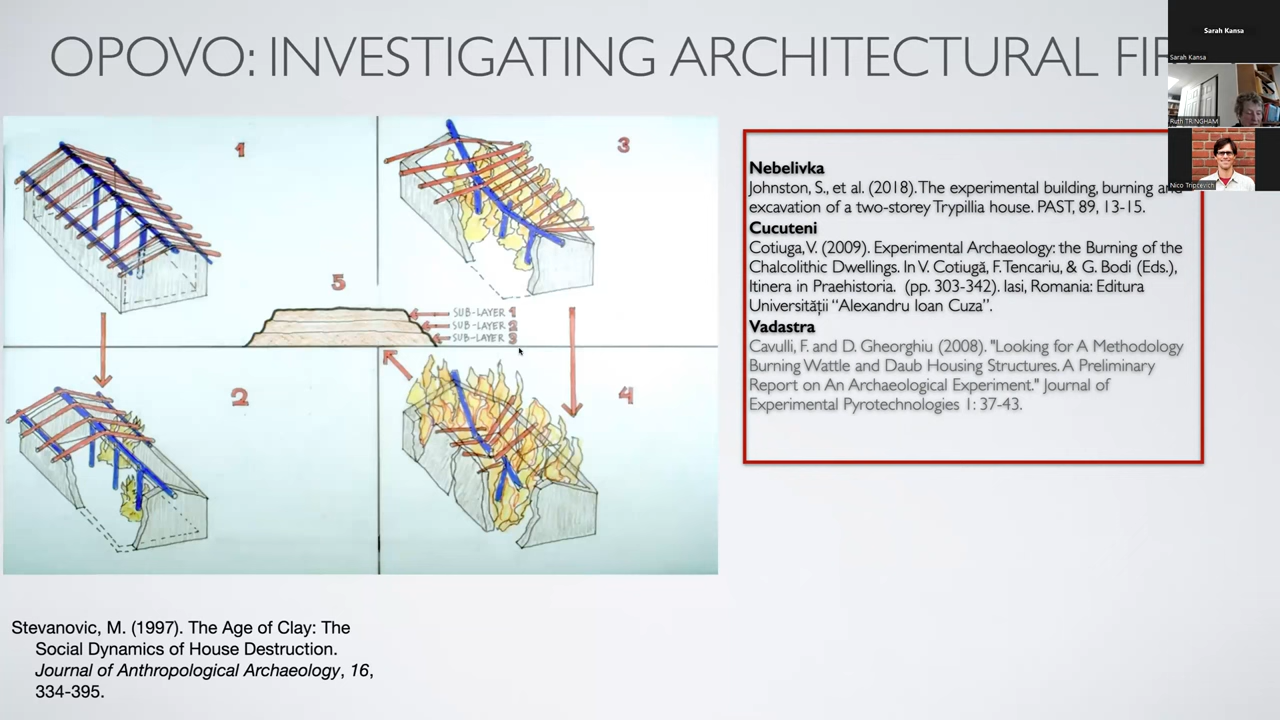 OPOVO: INVESTIGATING ARCHITECTURAL FI
Sarah Kansa
Sarah Kansa
Ruth TRINGHAM
Nico Tripcevich
1
3
5
SUB-LAYER 1
SUB-LAYER 2
SUB-LAYER 3
2
4
Nebelivka
Johnston, S., et al. (2018). The experimental building, burning and
excavation of a two-storey Trypillia house. PAST, 89, 13-15.
Cucuteni
Cotiuga, V. (2009). Experimental Archaeology: the Burning of the
Chalcolithic Dwellings. In V. Cotiugă, F. Tencariu, & G. Bodi (Eds.),
Itinera in Praehistoria. (pp. 303-342). Iasi, Romania: Editura
Universității “Alexandru Ioan Cuza”.
Vadastra
Cavulli, F. and D. Gheorghiu (2008). "Looking for A Methodology
Burning Wattle and Daub Housing Structures. A Preliminary
Report on An Archaeological Experiment." Journal of
Experimental Pyrotechnologies 1: 37-43.
Stevanovic, M. (1997). The Age of Clay: The
Social Dynamics of House Destruction.
Journal of Anthropological Archaeology, 16,
334-395.